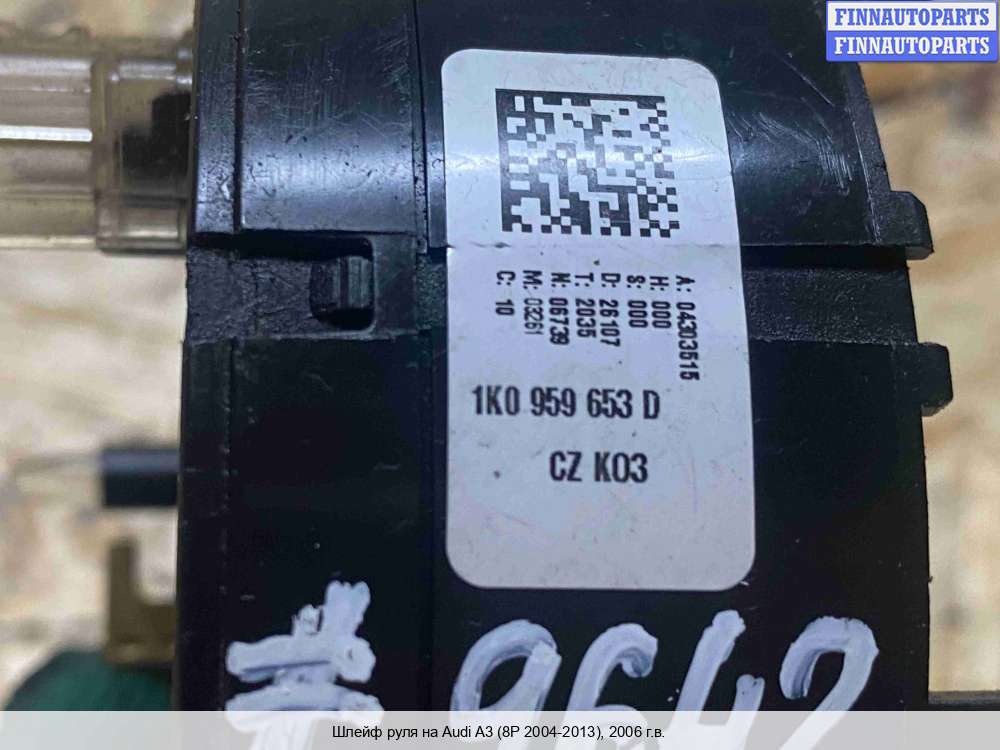 FINNAUTOPARTS
FINNAUTOPARTS
A: 04303615
H: 000
S: 000
D: 26107
T: 2035
N: 06739
M: 03261
C: 10
1K0 959 653 D
CZ K03
#9642
Шлейф руля на Audi A3 (8P 2004-2013), 2006 г.в.